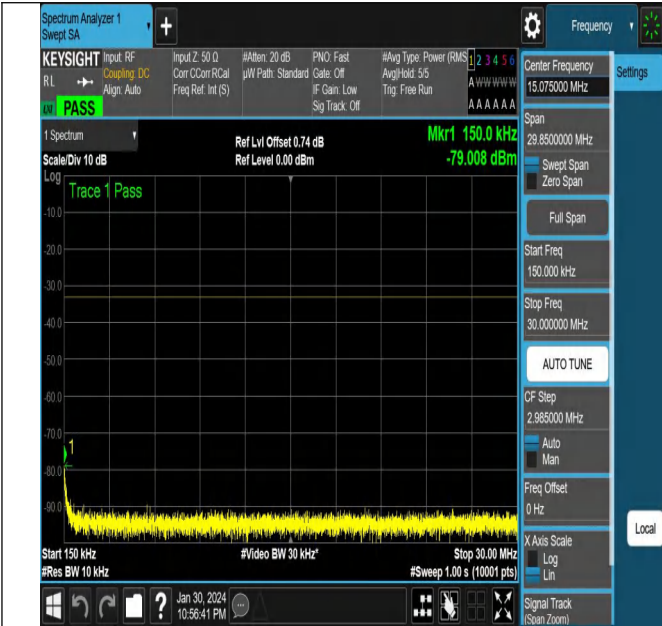 Spectrum Analyzer 1
Swept SA
+
Frequency
KEYSIGHT
RL
LXI
PASS
Input: RF
Coupling: DC
Align: Auto
Input Z: 50 Ω
Corr CCorr RCal
Freq Ref: Int (S)
#Atten: 20 dB
µW Path: Standard
PNO: Fast
Gate: Off
IF Gain: Low
Sig Track: Off
#Avg Type: Power (RMS
Avg|Hold: 5/5
Trig: Free Run
1 2 3 4 5 6
A W W W W W
A A A A A A
1 Spectrum
Scale/Div 10 dB
Ref Lvl Offset 0.74 dB
Ref Level 0.00 dBm
Mkr1 150.0 kHz
-79.008 dBm
Log
Trace 1 Pass
-10.0
-20.0
-30.0
-40.0
-50.0
-60.0
-70.0
-80.0
-90.0
1
Start 150 kHz
#Res BW 10 kHz
#Video BW 30 kHz*
Stop 30.00 MHz
#Sweep 1.00 s (10001 pts)
Jan 30, 2024
10:56:41 PM
Center Frequency
15.075000 MHz
Settings
Span
29.8500000 MHz
Swept Span
Zero Span
Full Span
Start Freq
150.000 kHz
Stop Freq
30.000000 MHz
AUTO TUNE
CF Step
2.985000 MHz
Auto
Man
Freq Offset
0 Hz
X Axis Scale
Log
Lin
Local
Signal Track
(Span Zoom)